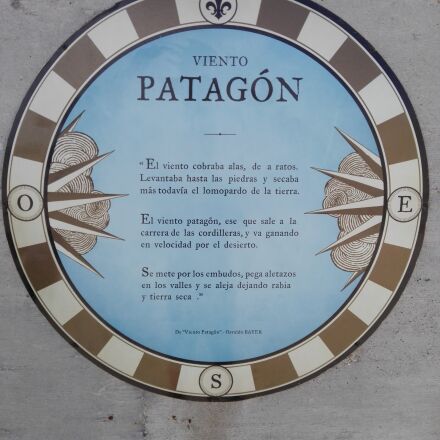 VIENTO
PATAGÓN
" El viento cobraba alas, de a ratos.
Levantaba hasta las piedras y secaba
más todavía el lomopardo de la tierra.
El viento patagón, ese que sale a la
carrera de las cordilleras, y va ganando
en velocidad por el desierto.
Se mete por los embudos, pega aletazos
en los valles y se aleja dejando rabia
y tierra seca ."
De "Viento Patagón" - Osvaldo BAYER
O
E
S